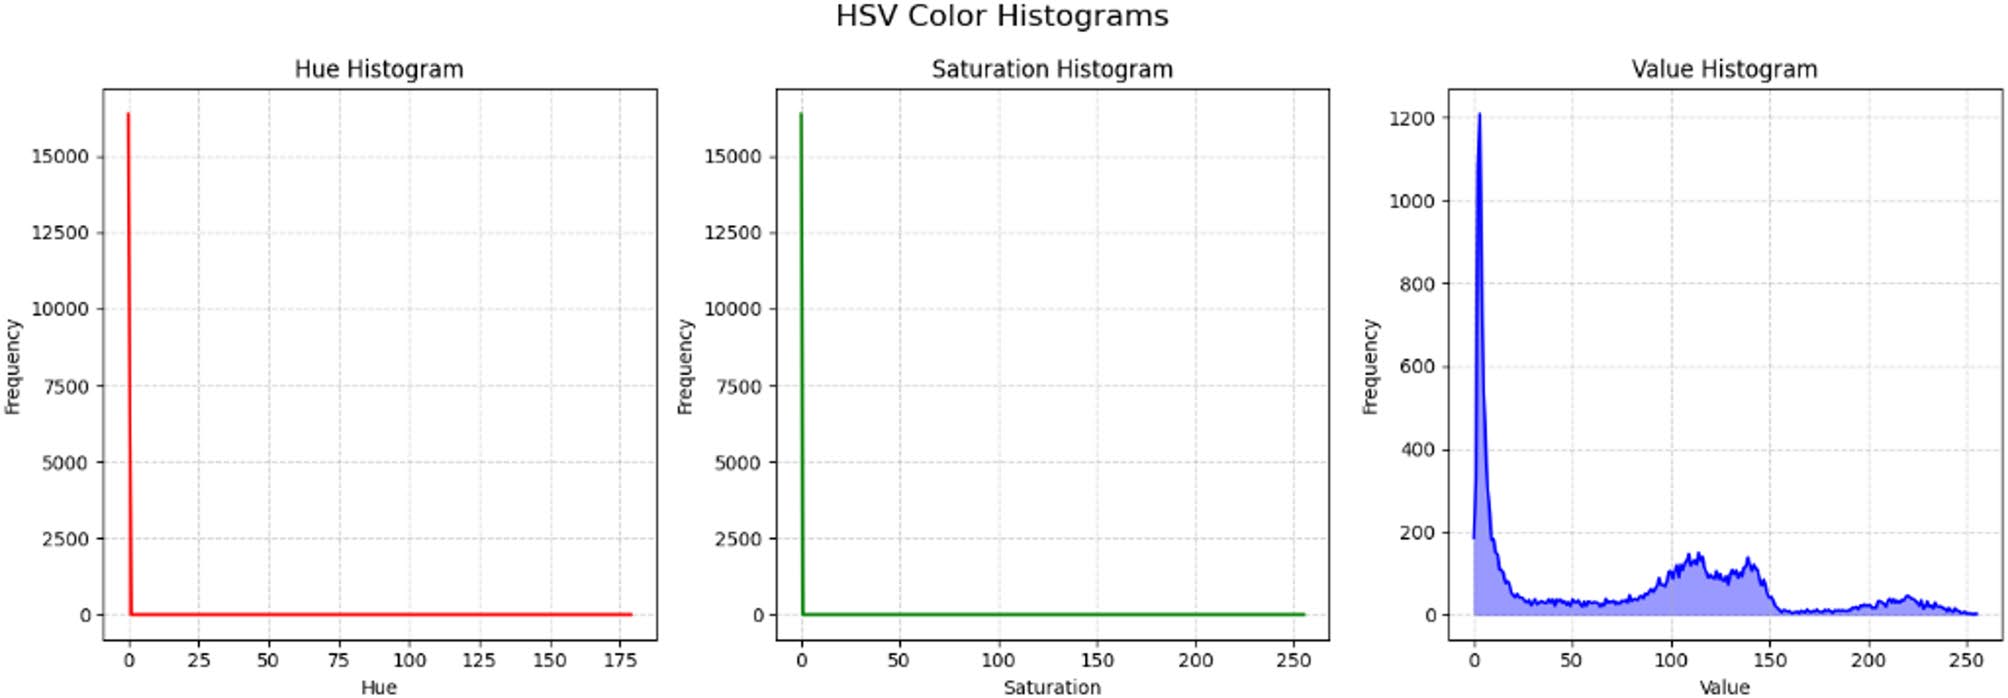 HSV Color Histograms
Hue Histogram
Frequency
15000
12500
10000
7500
5000
2500
0
0 25 50 75 100 125 150 175
Hue
Saturation Histogram
Frequency
15000
12500
10000
7500
5000
2500
0
0 50 100 150 200 250
Saturation
Value Histogram
Frequency
1200
1000
800
600
400
200
0
0 50 100 150 200 250
Value